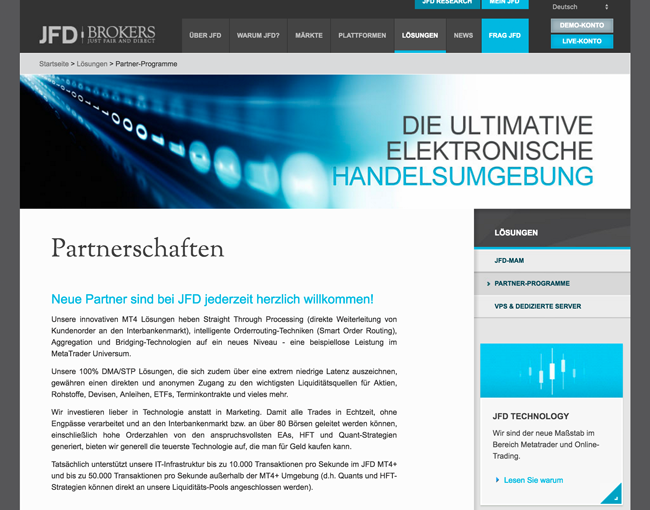 JFD RESEARCH
MEIN JFD
Deutsch
JFD BROKERS
JUST FAIR AND DIRECT
ÜBER JFD
WARUM JFD?
MÄRKTE
PLATTFORMEN
LÖSUNGEN
NEWS
FRAG JFD
DEMO-KONTO
LIVE-KONTO
Startseite > Lösungen > Partner-Programme
DIE ULTIMATIVE
ELEKTRONISCHE
HANDELSUMGEBUNG
Partnerschaften
Neue Partner sind bei JFD jederzeit herzlich willkommen!
Unsere innovativen MT4 Lösungen heben Straight Through Processing (direkte Weiterleitung von
Kundenorder an den Interbankenmarkt), intelligente Orderrouting-Techniken (Smart Order Routing),
Aggregation und Bridging-Technologien auf ein neues Niveau - eine beispiellose Leistung im
MetaTrader Universum.
Unsere 100% DMA/STP Lösungen, die sich zudem über eine extrem niedrige Latenz auszeichnen,
gewähren einen direkten und anonymen Zugang zu den wichtigsten Liquiditätsquellen für Aktien,
Rohstoffe, Devisen, Anleihen, ETFs, Terminkontrakte und vieles mehr.
Wir investieren lieber in Technologie anstatt in Marketing. Damit alle Trades in Echtzeit, ohne
Engpässe verarbeitet und an den Interbankenmarkt bzw. an über 80 Börsen geleitet werden können,
einschließlich hohe Orderzahlen von den anspruchsvollsten EAs, HFT und Quant-Strategien
generiert, bieten wir generell die teuerste Technologie auf, die man für Geld kaufen kann.
Tatsächlich unterstützt unsere IT-Infrastruktur bis zu 10.000 Transaktionen pro Sekunde im JFD MT4+
und bis zu 50.000 Transaktionen pro Sekunde außerhalb der MT4+ Umgebung (d.h. Quants und HFT-
Strategien können direkt an unsere Liquiditäts-Pools angeschlossen werden).
LÖSUNGEN
JFD-MAM
PARTNER-PROGRAMME
VPS & DEDIZIERTE SERVER
JFD TECHNOLOGY
Wir sind der neue Maßstab im
Bereich Metatrader und Online-
Trading.
Lesen Sie warum